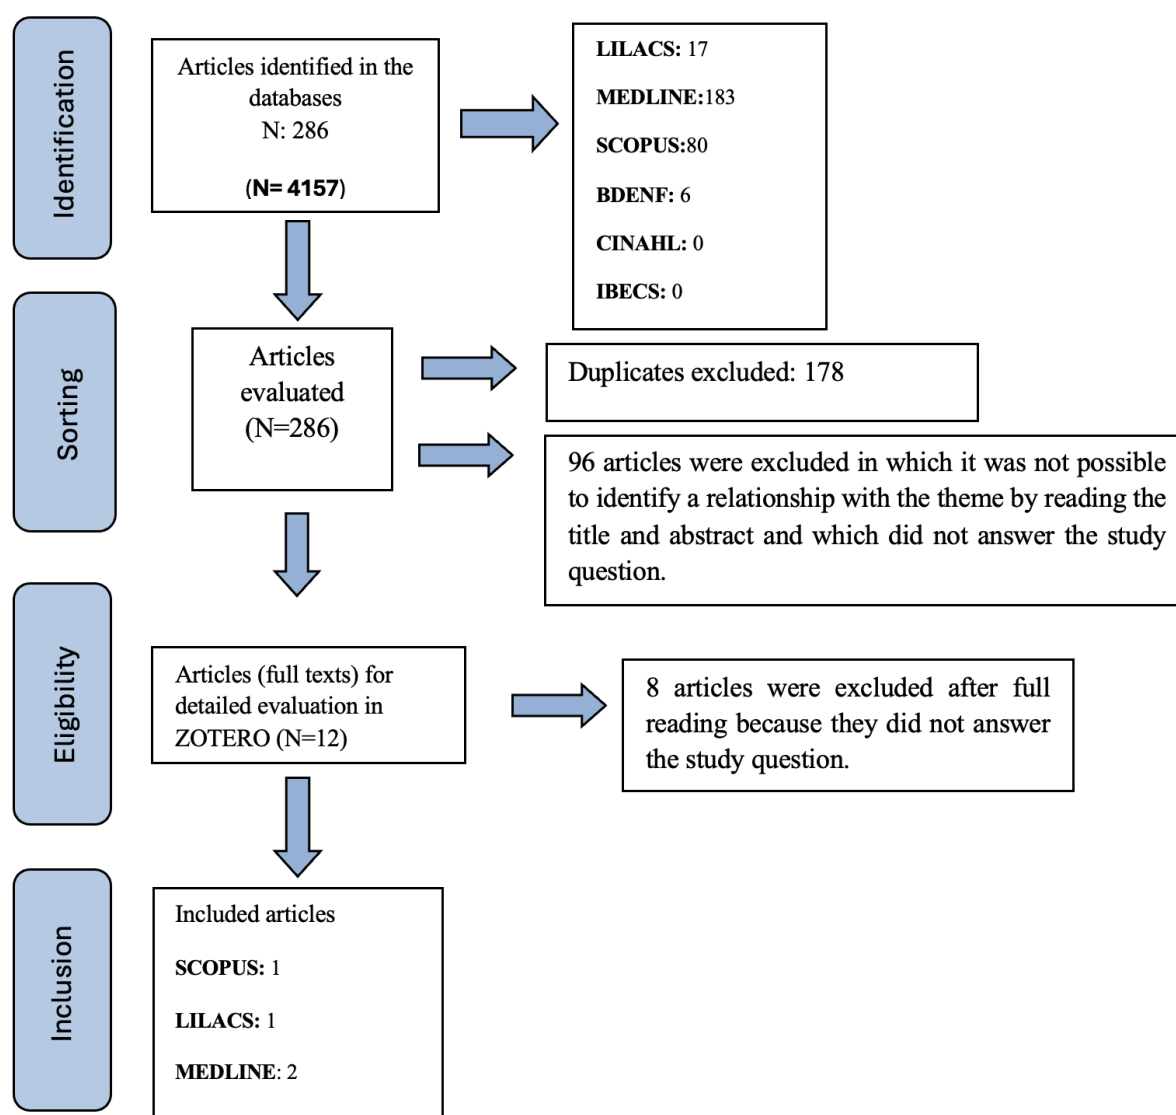 Identification
Articles identified in the
databases
N: 286
(N= 4157)
LILACS: 17
MEDLINE:183
SCOPUS:80
BDENF: 6
CINAHL: 0
IBECS: 0
Sorting
Articles
evaluated
(N=286)
Duplicates excluded: 178
96 articles were excluded in which it was not possible
to identify a relationship with the theme by reading the
title and abstract and which did not answer the study
question.
Eligibility
Articles (full texts) for
detailed evaluation in
ZOTERO (N=12)
8 articles were excluded after full
reading because they did not answer
the study question.
Inclusion
Included articles
SCOPUS: 1
LILACS: 1
MEDLINE: 2